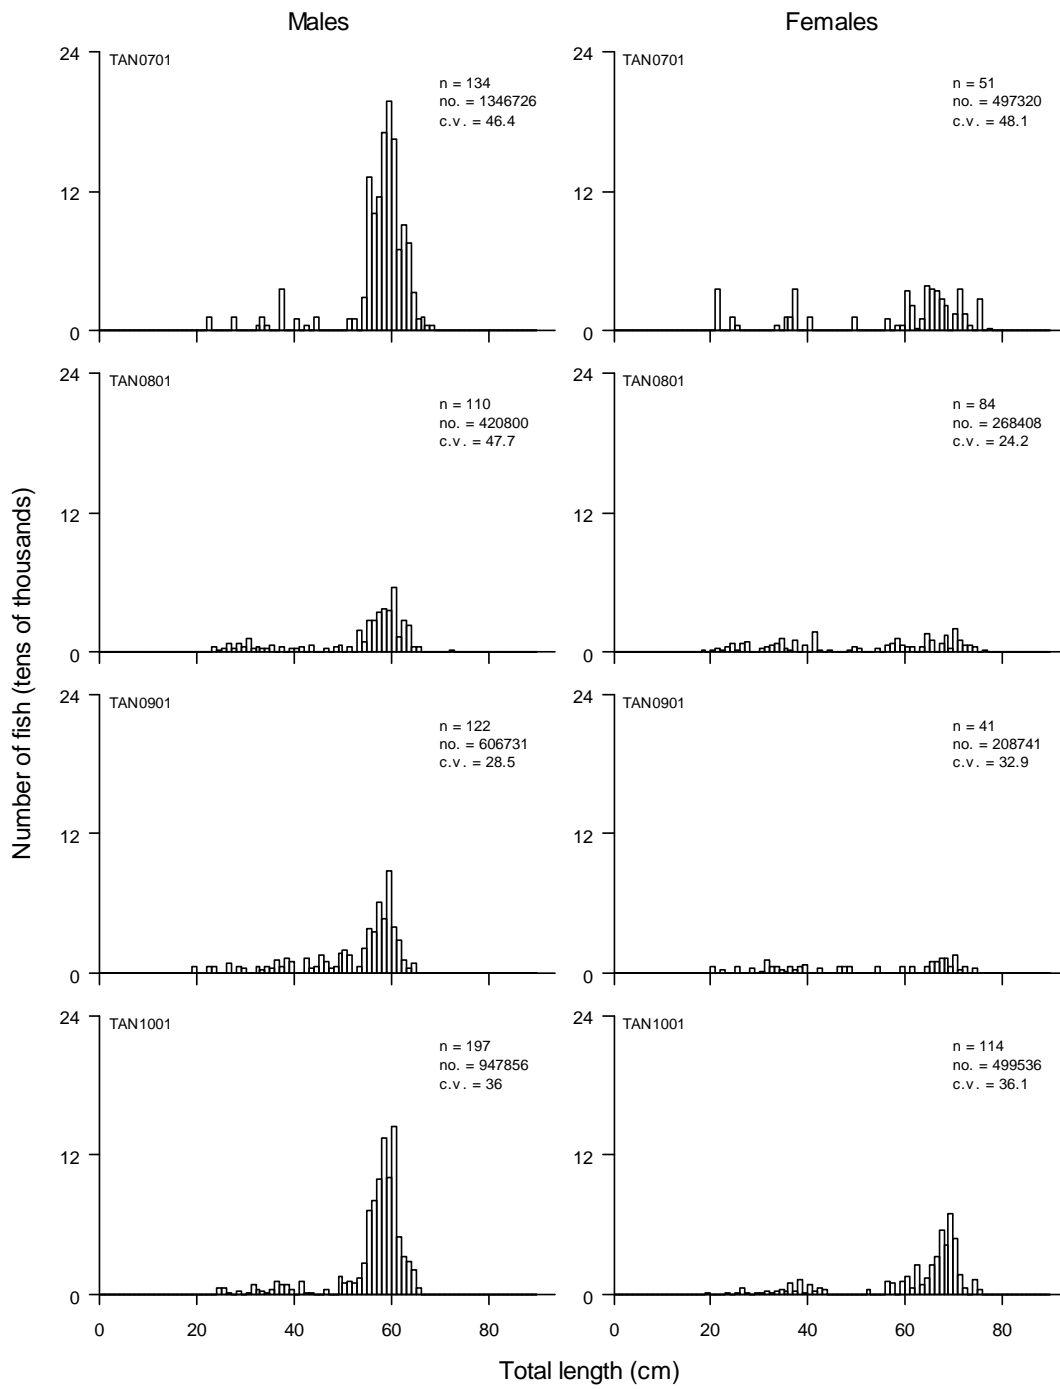 Males Females
24 TAN0701 24 TAN0701
n = 134 n = 51
no. = 1346726 no. = 497320
c.v. = 46.4 c.v. = 48.1
12 12
0 0
24 TAN0801 24 TAN0801
n = 110 n = 84
no. = 420800 no. = 268408
c.v. = 47.7 c.v. = 24.2
12 12
0 0
24 TAN0901 24 TAN0901
n = 122 n = 41
no. = 606731 no. = 208741
c.v. = 28.5 c.v. = 32.9
12 12
0 0
24 TAN1001 24 TAN1001
n = 197 n = 114
no. = 947856 no. = 499536
c.v. = 36 c.v. = 36.1
12 12
0 0
0 20 40 60 80 0 20 40 60 80
Total length (cm)
Number of fish (tens of thousands)